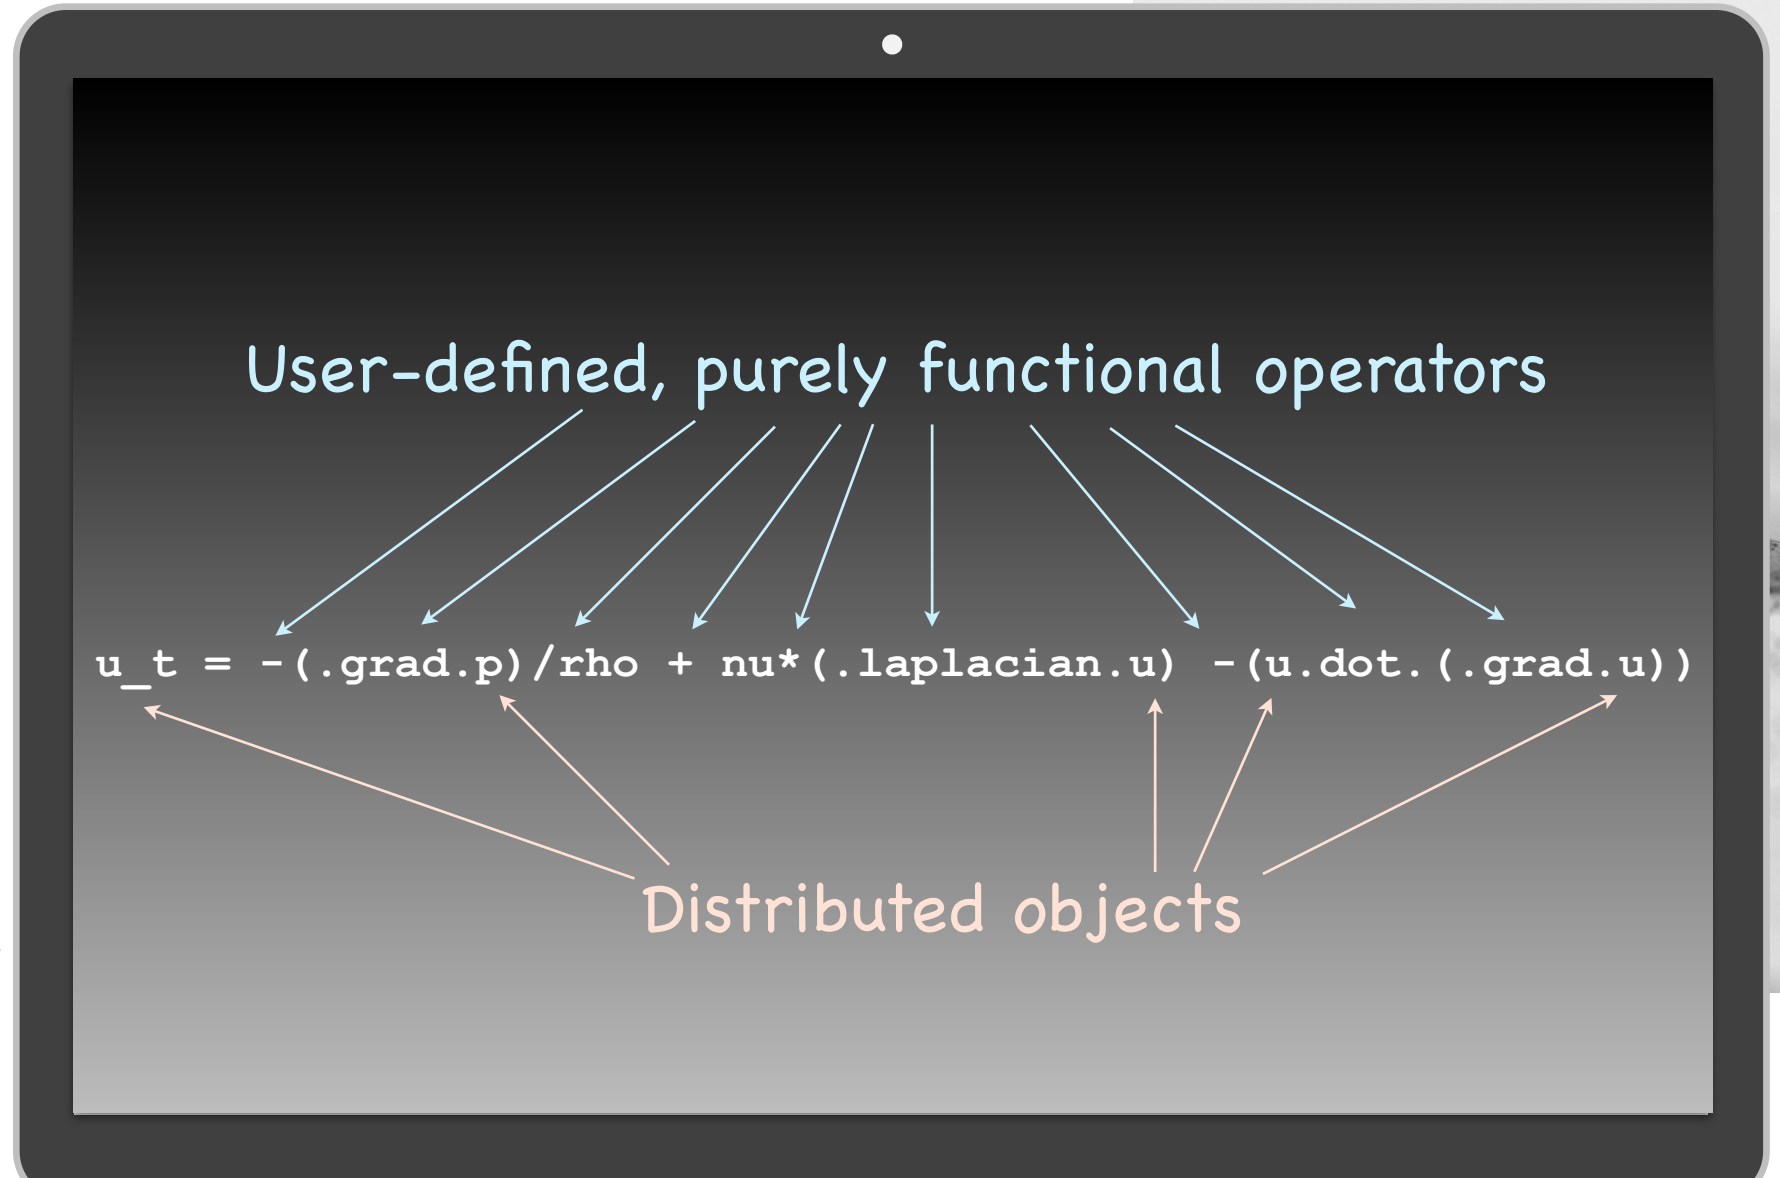 User-defined, purely functional operators
u_t = -(.grad.p)/rho + nu*(.laplacian.u) -(u.dot.(.grad.u))
Distributed objects